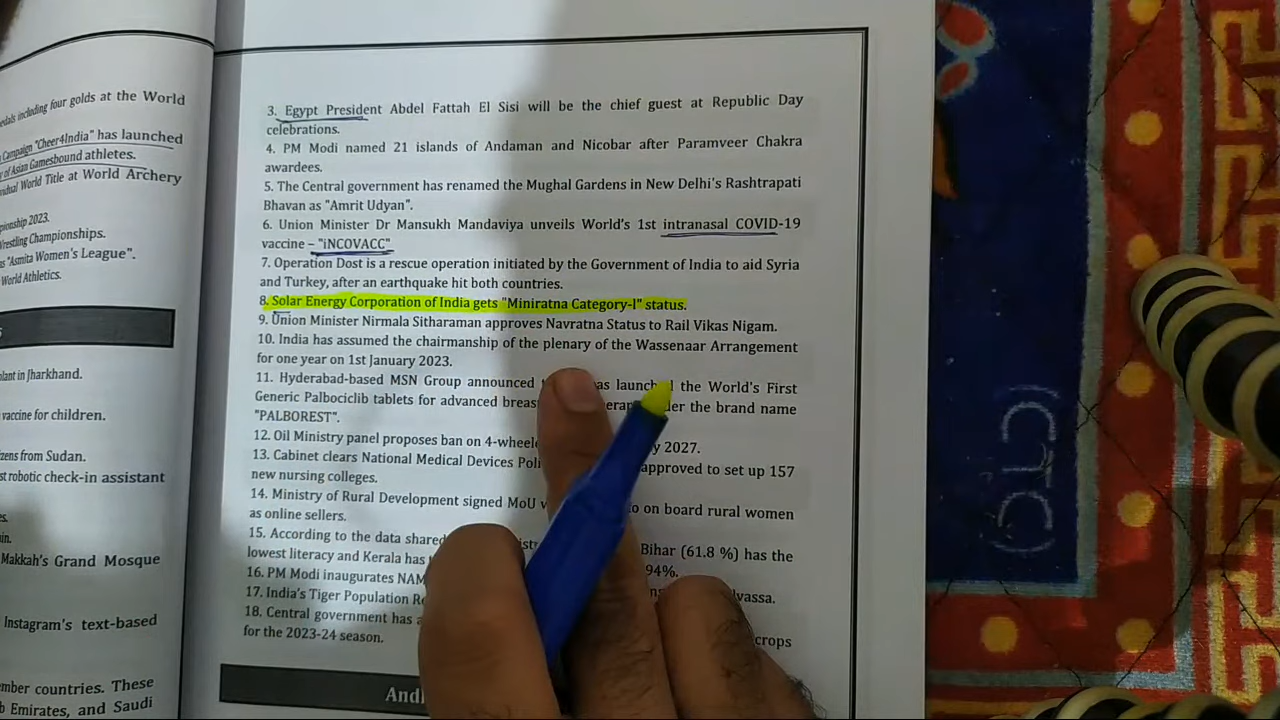 medals including four golds at the World
Campaign "Cheer4India" has launched
of Asian Gamesbound athletes.
World Title at World Archery
2023.
Wrestling Championships.
"Asmita Women's League".
World Athletics.
plant in Jharkhand.
vaccine for children.
from Sudan.
robotic check-in assistant
Makkah's Grand Mosque
Instagram's text-based
countries. These
Emirates, and Saudi
3. Egypt President Abdel Fattah El Sisi will be the chief guest at Republic Day
celebrations.
4. PM Modi named 21 islands of Andaman and Nicobar after Paramveer Chakra
awardees.
5. The Central government has renamed the Mughal Gardens in New Delhi's Rashtrapati
Bhavan as "Amrit Udyan".
6. Union Minister Dr Mansukh Mandaviya unveils World's 1st intranasal COVID-19
vaccine – "iNCOVACC"
7. Operation Dost is a rescue operation initiated by the Government of India to aid Syria
and Turkey, after an earthquake hit both countries.
8. Solar Energy Corporation of India gets "Miniratna Category-I" status.
9. Union Minister Nirmala Sitharaman approves Navratna Status to Rail Vikas Nigam.
10. India has assumed the chairmanship of the plenary of the Wassenaar Arrangement
for one year on 1st January 2023.
11. Hyderabad-based MSN Group announced launched the World's First
Generic Palbociclib tablets for advanced the brand name
"PALBOREST".
12. Oil Ministry panel proposes ban on 2027.
13. Cabinet clears National Medical Devices approved to set up 157
new nursing colleges.
14. Ministry of Rural Development signed MoU on board rural women
as online sellers.
15. According to the data shared Bihar (61.8 %) has the
lowest literacy and Kerala has 94%.
16. PM Modi inaugurates
17. India's Tiger Population
18. Central government has crops
for the 2023-24 season.